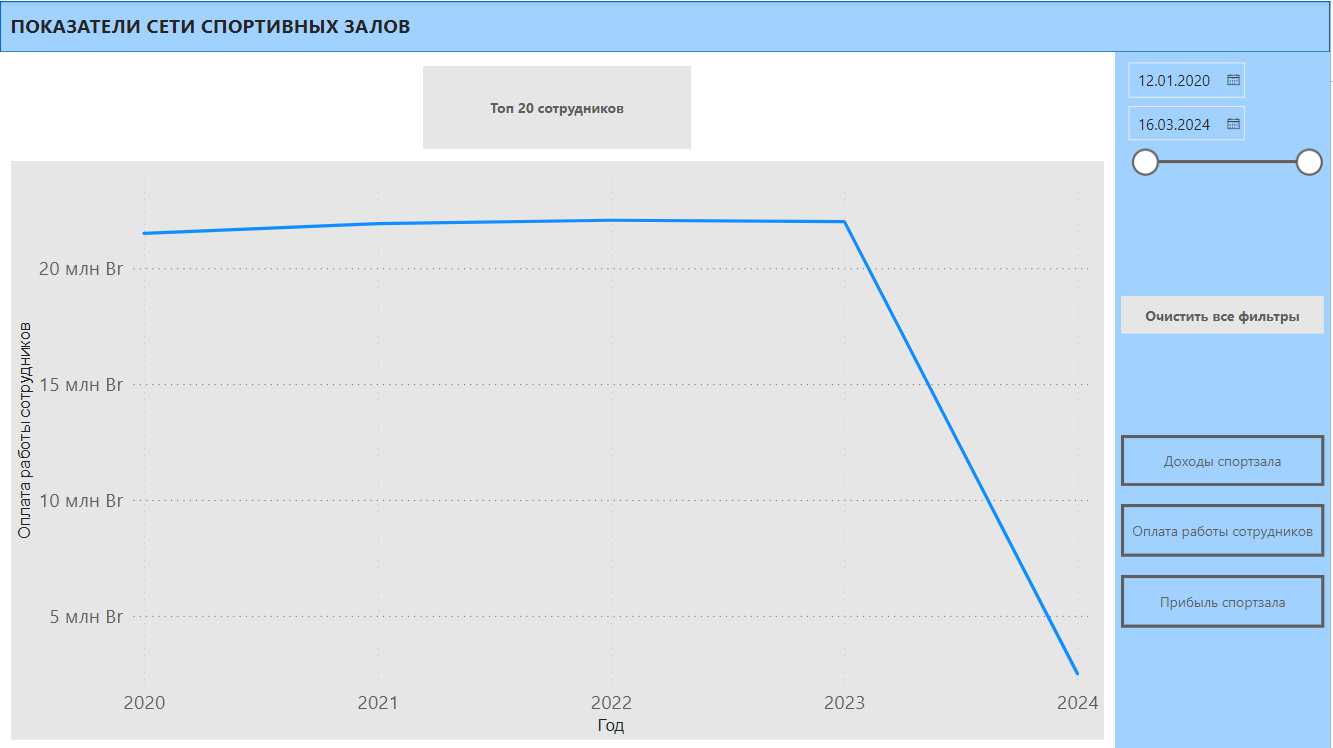 ПОКАЗАТЕЛИ СЕТИ СПОРТИВНЫХ ЗАЛОВ
Топ 20 сотрудников
12.01.2020
16.03.2024
Очистить все фильтры
Доходы спортзала
Оплата работы сотрудников
Прибыль спортзала
Оплата работы сотрудников
20 млн Br
15 млн Br
10 млн Br
5 млн Br
2020 2021 2022 2023 2024
Год